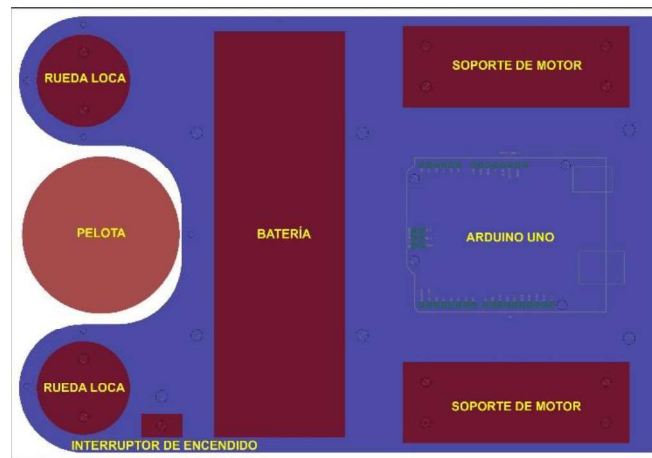 RUEDA LOCA
SOPORTE DE MOTOR
PELOTA
BATERÍA
ARDUINO UNO
RUEDA LOCA
SOPORTE DE MOTOR
INTERRUPTOR DE ENCENDIDO